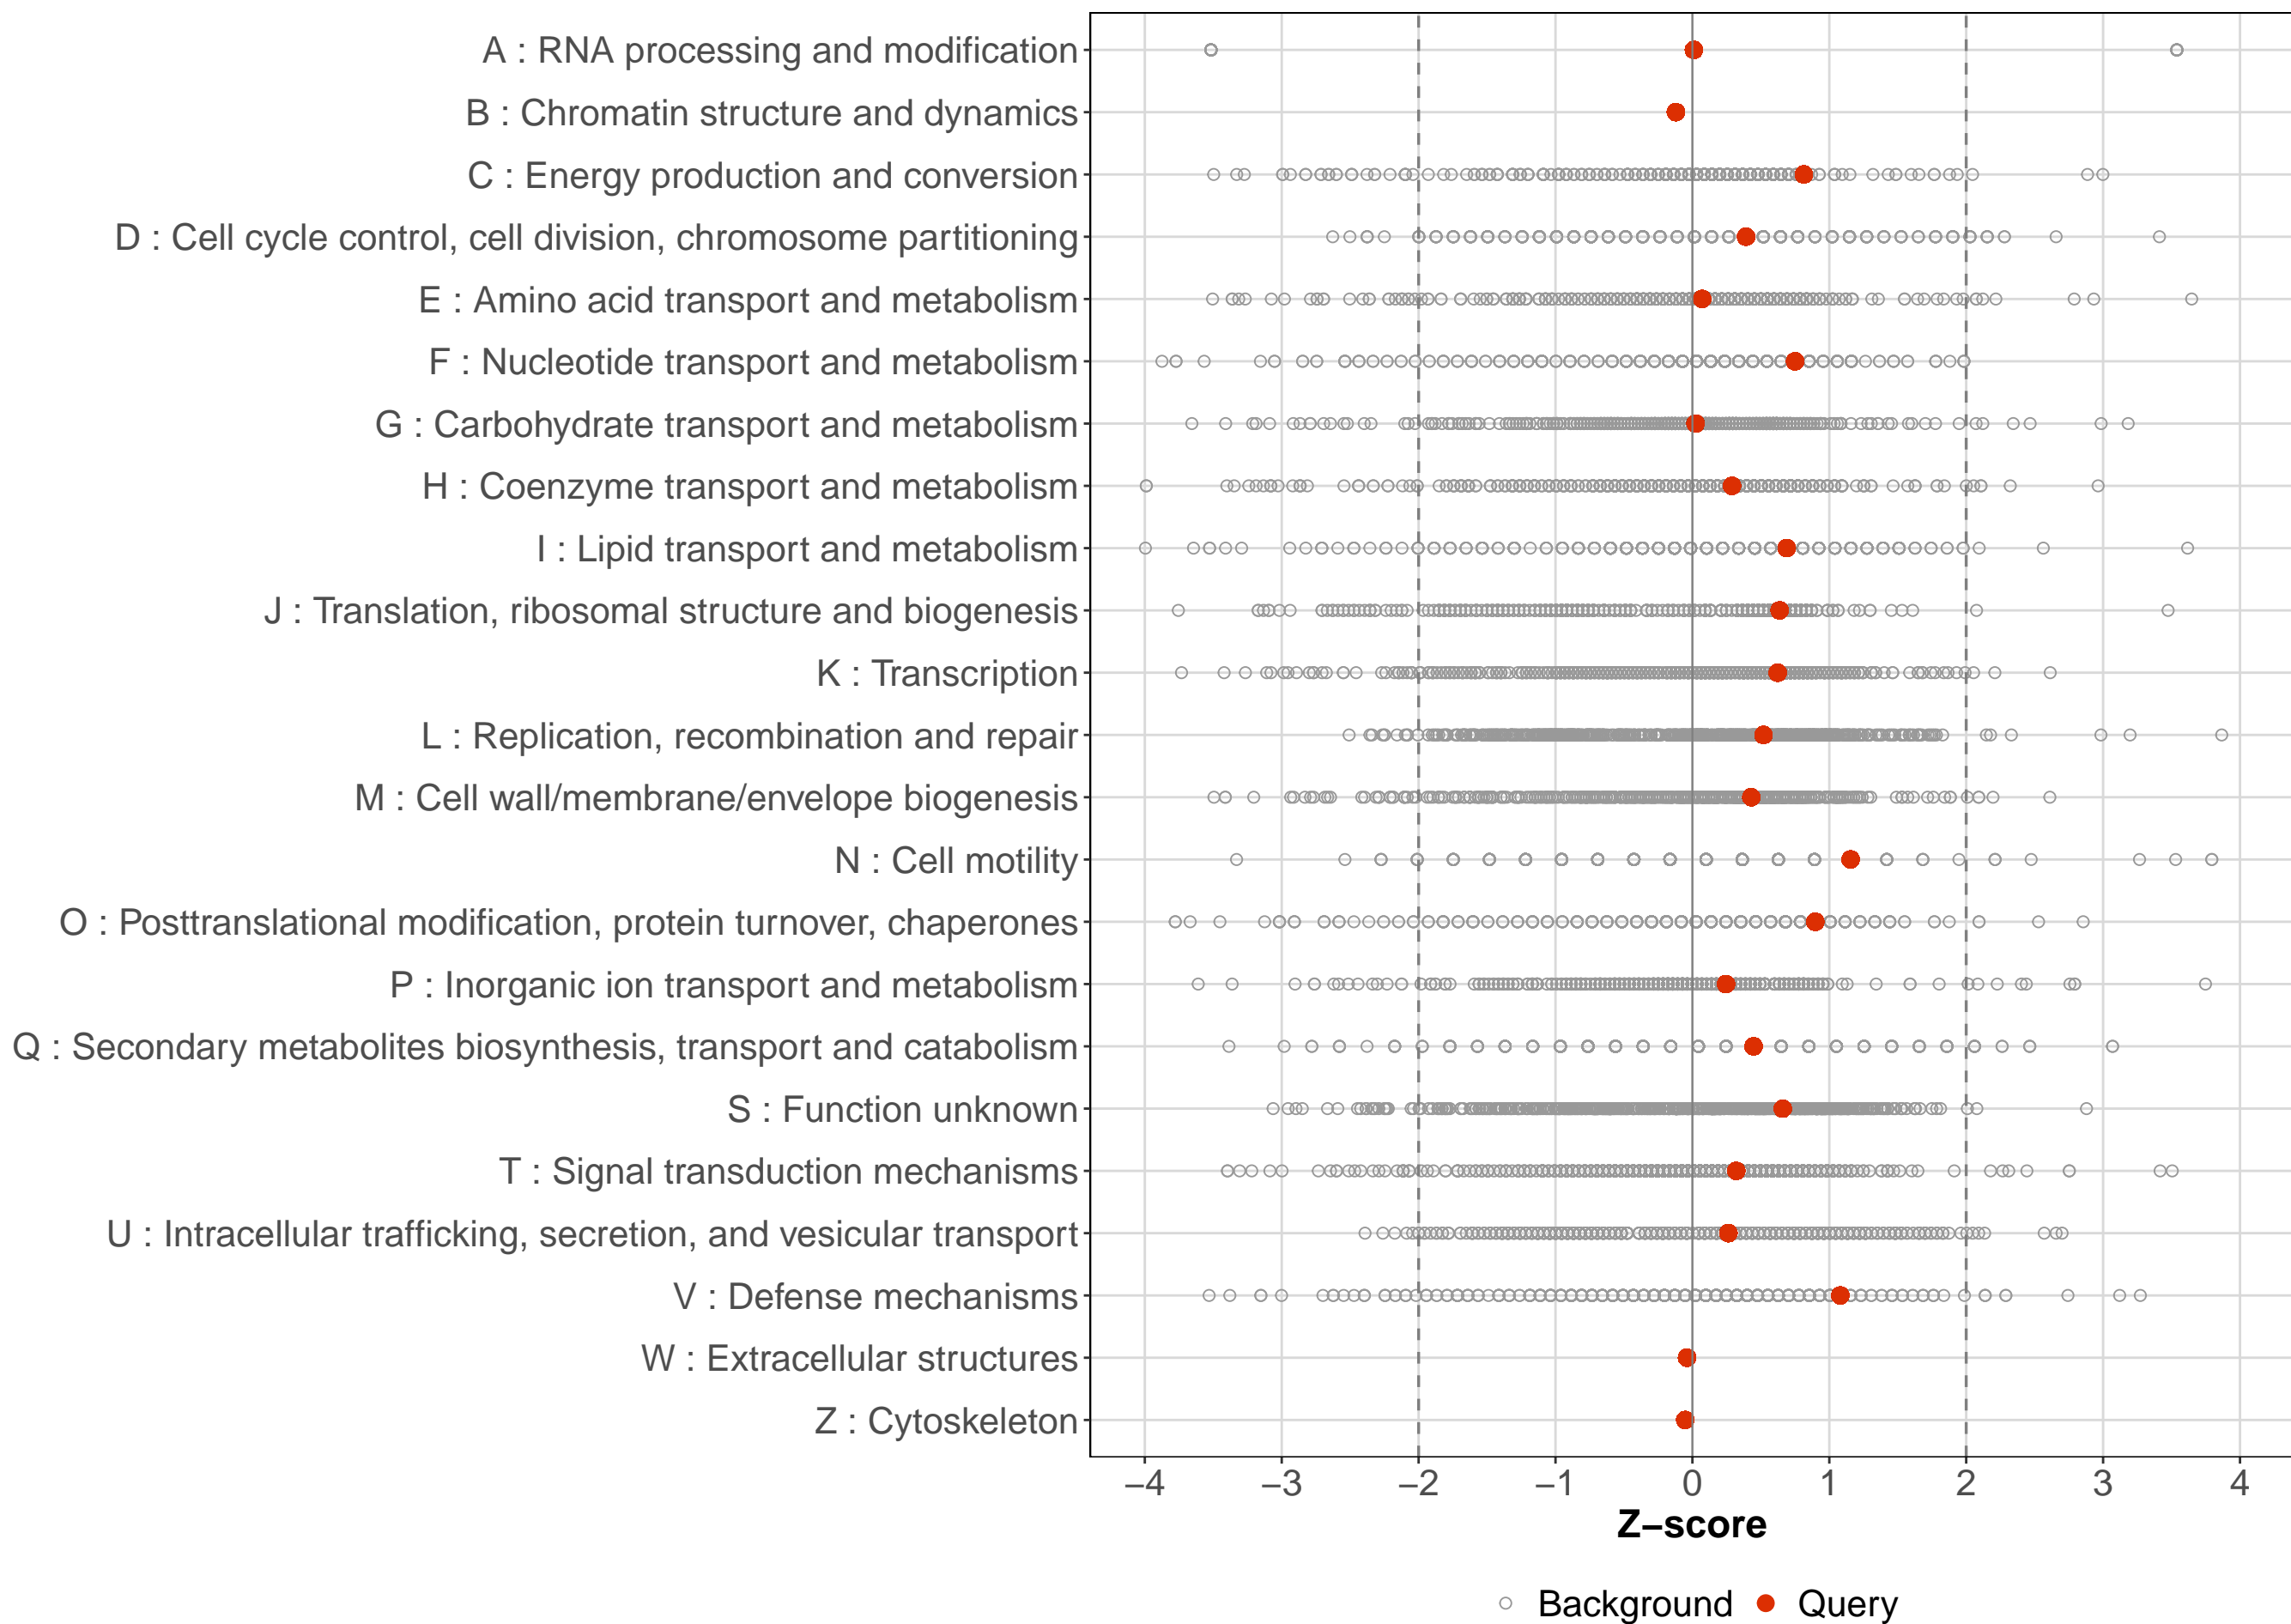 A : RNA processing and modification
B : Chromatin structure and dynamics
C : Energy production and conversion
D : Cell cycle control, cell division, chromosome partitioning
E : Amino acid transport and metabolism
F : Nucleotide transport and metabolism
G : Carbohydrate transport and metabolism
H : Coenzyme transport and metabolism
I : Lipid transport and metabolism
J : Translation, ribosomal structure and biogenesis
K : Transcription
L : Replication, recombination and repair
M : Cell wall/membrane/envelope biogenesis
N : Cell motility
O : Posttranslational modification, protein turnover, chaperones
P : Inorganic ion transport and metabolism
Q : Secondary metabolites biosynthesis, transport and catabolism
S : Function unknown
T : Signal transduction mechanisms
U : Intracellular trafficking, secretion, and vesicular transport
V : Defense mechanisms
W : Extracellular structures
Z : Cytoskeleton
−4 −3 −2 −1 0 1 2 3 4
Z−score
Background Query